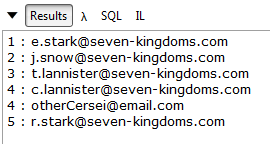 Results λ SQL IL
1 : e.stark@seven-kingdoms.com
2 : j.snow@seven-kingdoms.com
3 : t.lannister@seven-kingdoms.com
4 : c.lannister@seven-kingdoms.com
4 : otherCersei@email.com
5 : r.stark@seven-kingdoms.com